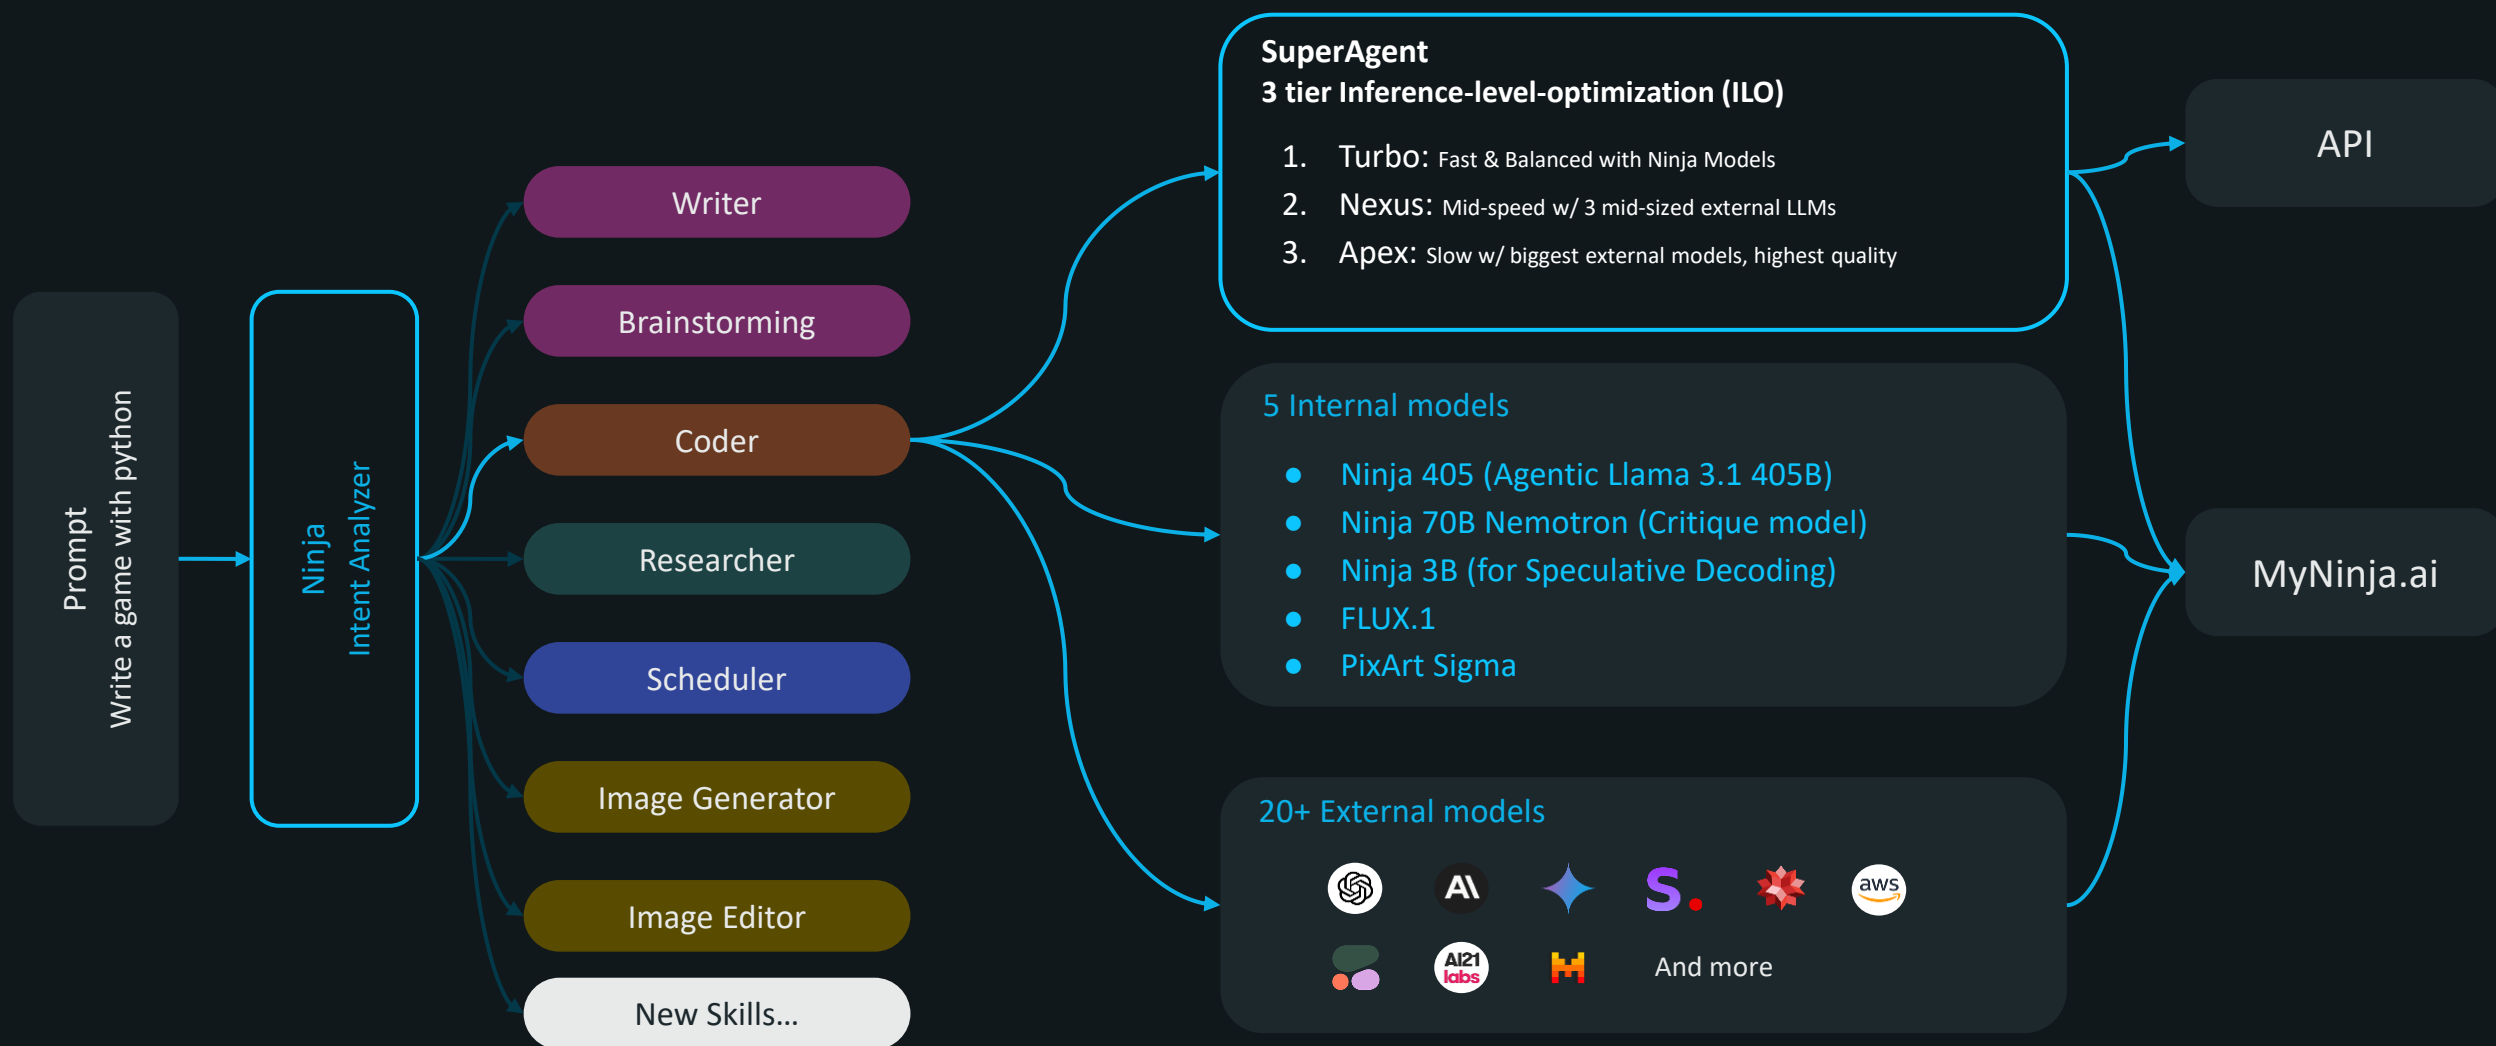 Prompt
Write a game with python
Ninja
Intent Analyzer
Writer
Brainstorming
Coder
Researcher
Scheduler
Image Generator
Image Editor
New Skills...
SuperAgent
3 tier Inference-level-optimization (ILO)
1. Turbo: Fast & Balanced with Ninja Models
2. Nexus: Mid-speed w/ 3 mid-sized external LLMs
3. Apex: Slow w/ biggest external models, highest quality
5 Internal models
● Ninja 405 (Agentic Llama 3.1 405B)
● Ninja 70B Nemotron (Critique model)
● Ninja 3B (for Speculative Decoding)
● FLUX.1
● PixArt Sigma
20+ External models
A\
S.
aws
AI21
labs
And more
API
MyNinja.ai